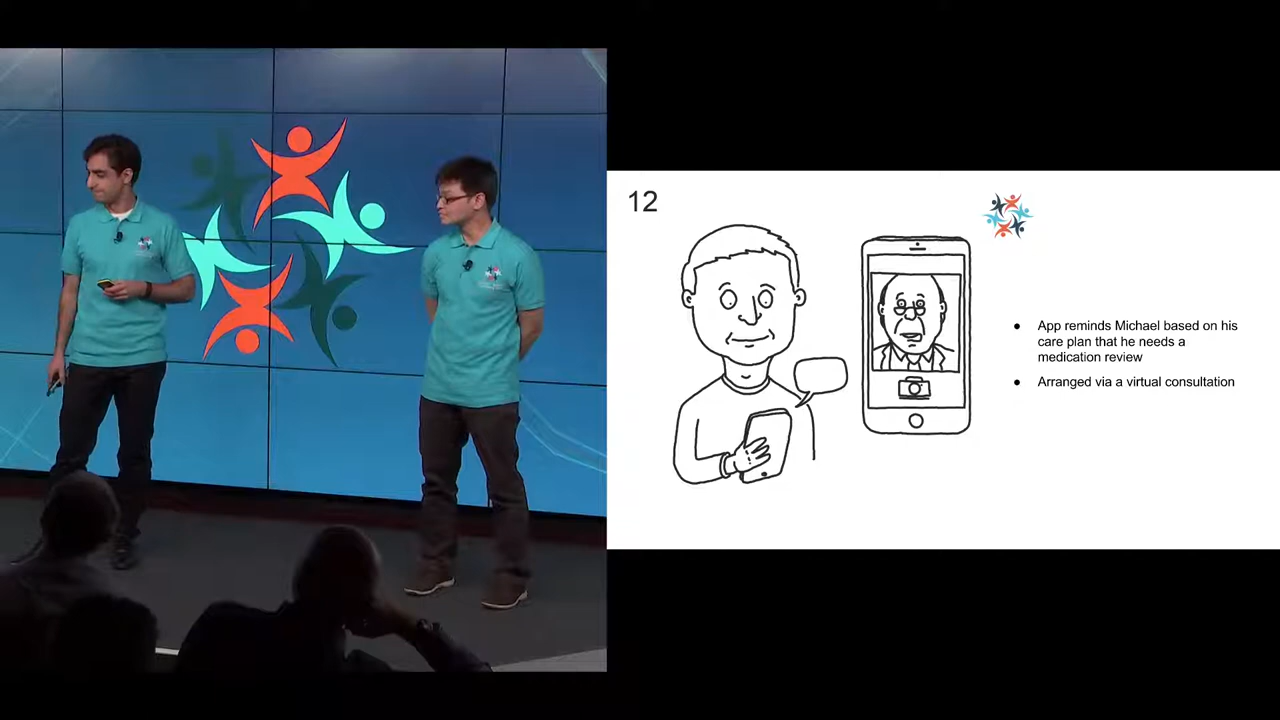 12
● App reminds Michael based on his
care plan that he needs a
medication review
● Arranged via a virtual consultation